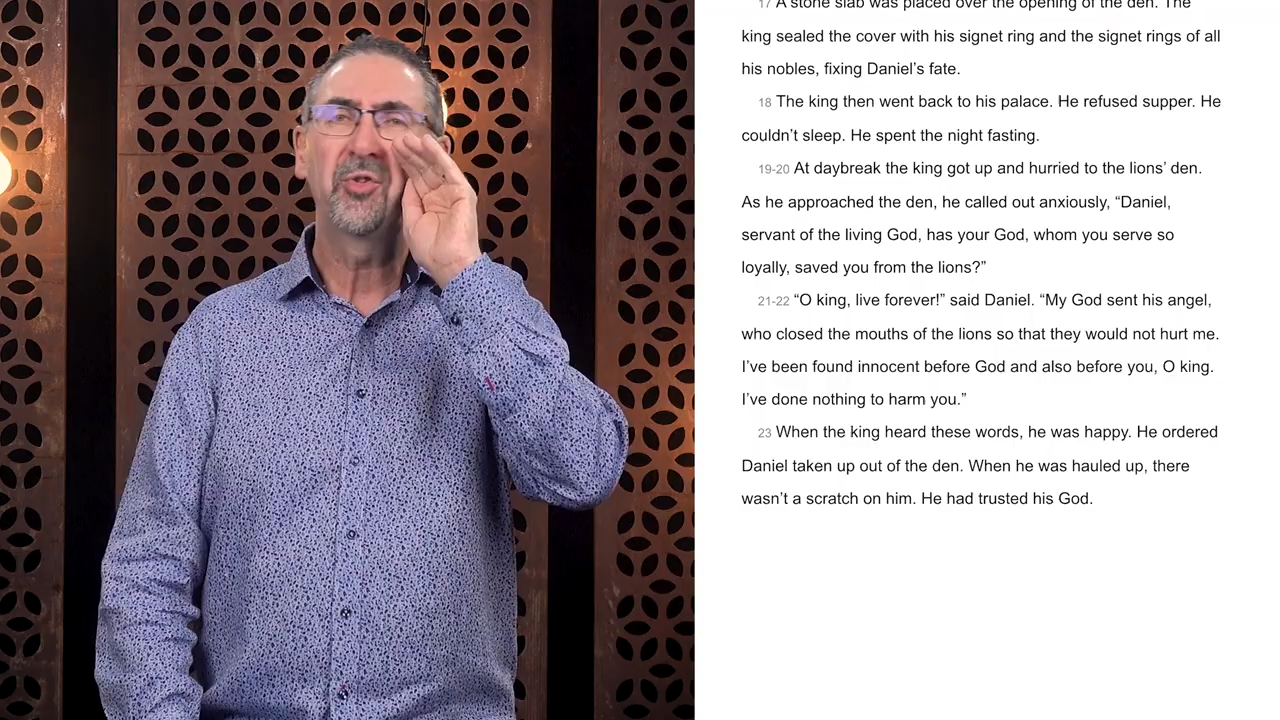 17 A stone slab was placed over the opening of the den. The
king sealed the cover with his signet ring and the signet rings of all
his nobles, fixing Daniel’s fate.
18 The king then went back to his palace. He refused supper. He
couldn’t sleep. He spent the night fasting.
19-20 At daybreak the king got up and hurried to the lions’ den.
As he approached the den, he called out anxiously, “Daniel,
servant of the living God, has your God, whom you serve so
loyally, saved you from the lions?”
21-22 “O king, live forever!” said Daniel. “My God sent his angel,
who closed the mouths of the lions so that they would not hurt me.
I’ve been found innocent before God and also before you, O king.
I’ve done nothing to harm you.”
23 When the king heard these words, he was happy. He ordered
Daniel taken up out of the den. When he was hauled up, there
wasn’t a scratch on him. He had trusted his God.